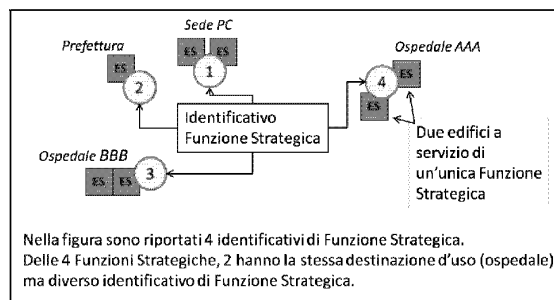 Sede PC
Prefettura
Ospedale AAA
ES ES
ES
ES
1
2
4
ES
Identificativo
Funzione Strategica
Due edifici a
servizio di
un'unica Funzione
Strategica
Ospedale BBB
ES ES
3
Nella figura sono riportati 4 identificativi di Funzione Strategica.
Delle 4 Funzioni Strategiche, 2 hanno la stessa destinazione d'uso (ospedale)
ma diverso identificativo di Funzione Strategica.